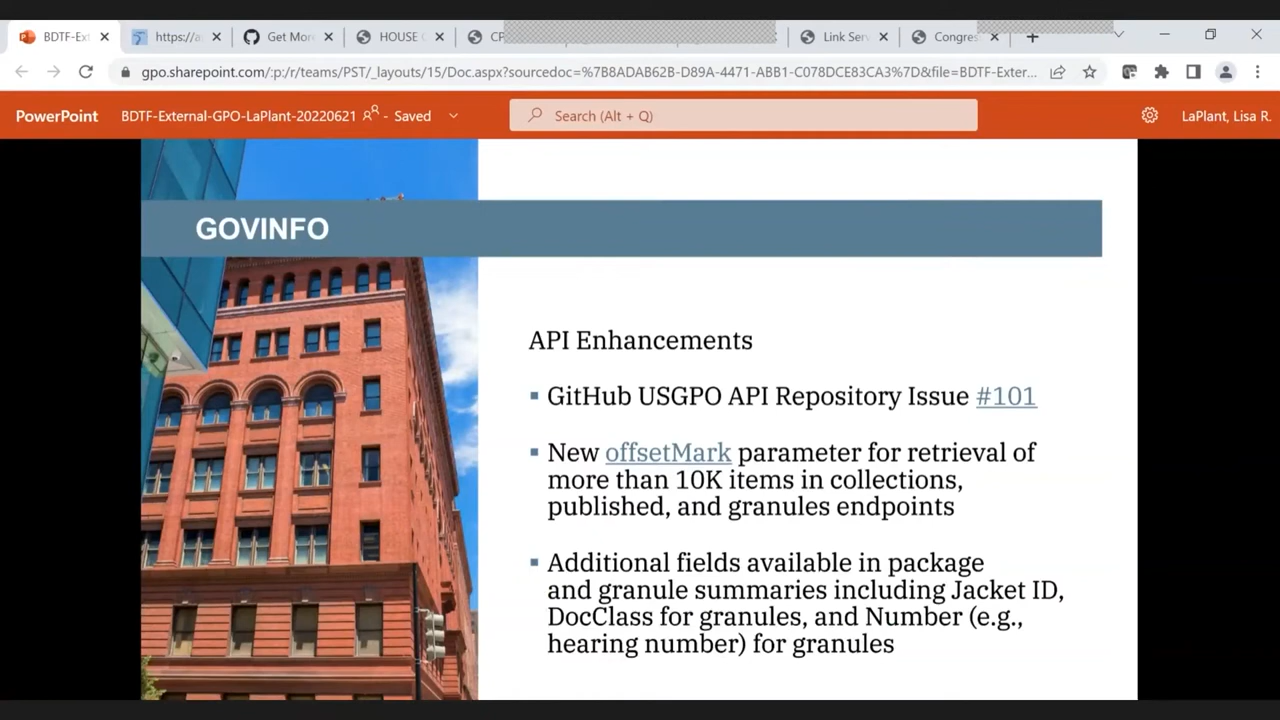 BDTF-Ex
https://a
Get Mor
HOUSE
CP
Link Ser
Congres
gpo.sharepoint.com/:p:/r/teams/PST/_layouts/15/Doc.aspx?sourcedoc=%7B8ADAB62B-D89A-4471-ABB1-C078DCE83CA3%7D&file=BDTF-Exter...
PowerPoint BDTF-External-GPO-LaPlant-20220621 - Saved
Search (Alt + Q)
LaPlant, Lisa R.
GOVINFO
API Enhancements
▪ GitHub USGPO API Repository Issue #101
▪ New offsetMark parameter for retrieval of
more than 10K items in collections,
published, and granules endpoints
▪ Additional fields available in package
and granule summaries including Jacket ID,
DocClass for granules, and Number (e.g.,
hearing number) for granules